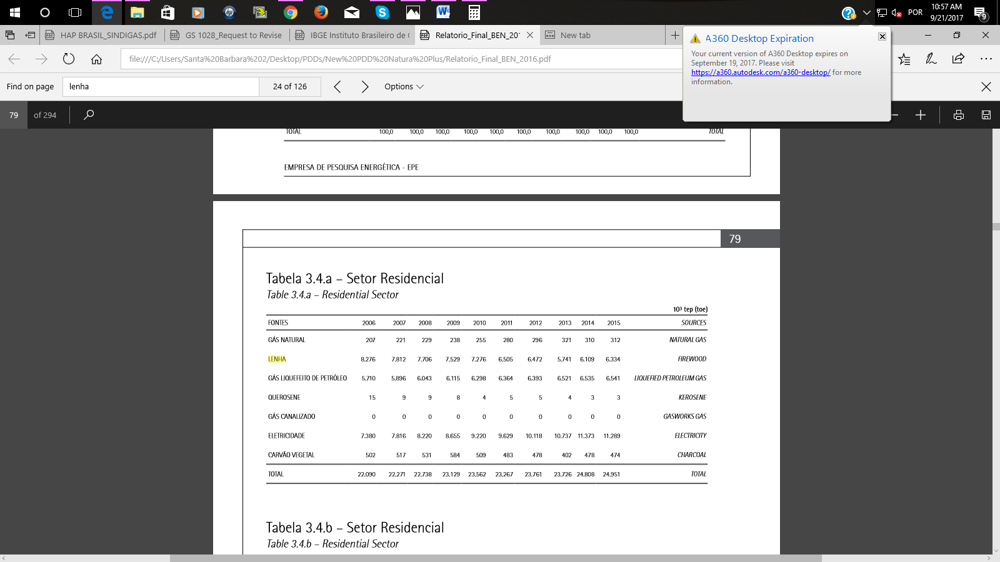 POR
10:57 AM
9/21/2017
9
HAP BRASIL_SINDIGAS.pdf
GS 1028_Request to Revise
IBGE Instituto Brasileiro de
Relatorio_Final_BEN_201
New tab
file:///C:/Users/Santa%20Barbara%202/Desktop/PDDs/New%20PDD%20Natura%20Plus/Relatorio_Final_BEN_2016.pdf
A360 Desktop Expiration
Your current version of A360 Desktop expires on
September 19, 2017. Please visit
https://a360.autodesk.com/a360-desktop/ for more
information.
Find on page lenha 24 of 126 Options
79 of 294
TOTAL 100,0 100,0 100,0 100,0 100,0 100,0 100,0 100,0 100,0 100,0 TOTAL
EMPRESA DE PESQUISA ENERGÉTICA - EPE
79
Tabela 3.4.a – Setor Residencial
Table 3.4.a – Residential Sector
10³ tep (toe)
FONTES 2006 2007 2008 2009 2010 2011 2012 2013 2014 2015 SOURCES
GÁS NATURAL 207 221 229 238 255 280 296 321 310 312 NATURAL GAS
LENHA 8.276 7.812 7.706 7.529 7.276 6.505 6.472 5.741 6.109 6.334 FIREWOOD
GÁS LIQUEFEITO DE PETRÓLEO 5.710 5.896 6.043 6.115 6.298 6.364 6.393 6.521 6.535 6.541 LIQUEFIED PETROLEUM GAS
QUEROSENE 15 9 9 8 4 5 5 4 3 3 KEROSENE
GÁS CANALIZADO 0 0 0 0 0 0 0 0 0 0 GASWORKS GAS
ELETRICIDADE 7.380 7.816 8.220 8.655 9.220 9.629 10.118 10.737 11.373 11.289 ELECTRICITY
CARVÃO VEGETAL 502 517 531 584 509 483 478 402 478 474 CHARCOAL
TOTAL 22.090 22.271 22.738 23.129 23.562 23.267 23.761 23.726 24.808 24.951 TOTAL
Tabela 3.4.b – Setor Residencial
Table 3.4.b – Residential Sector